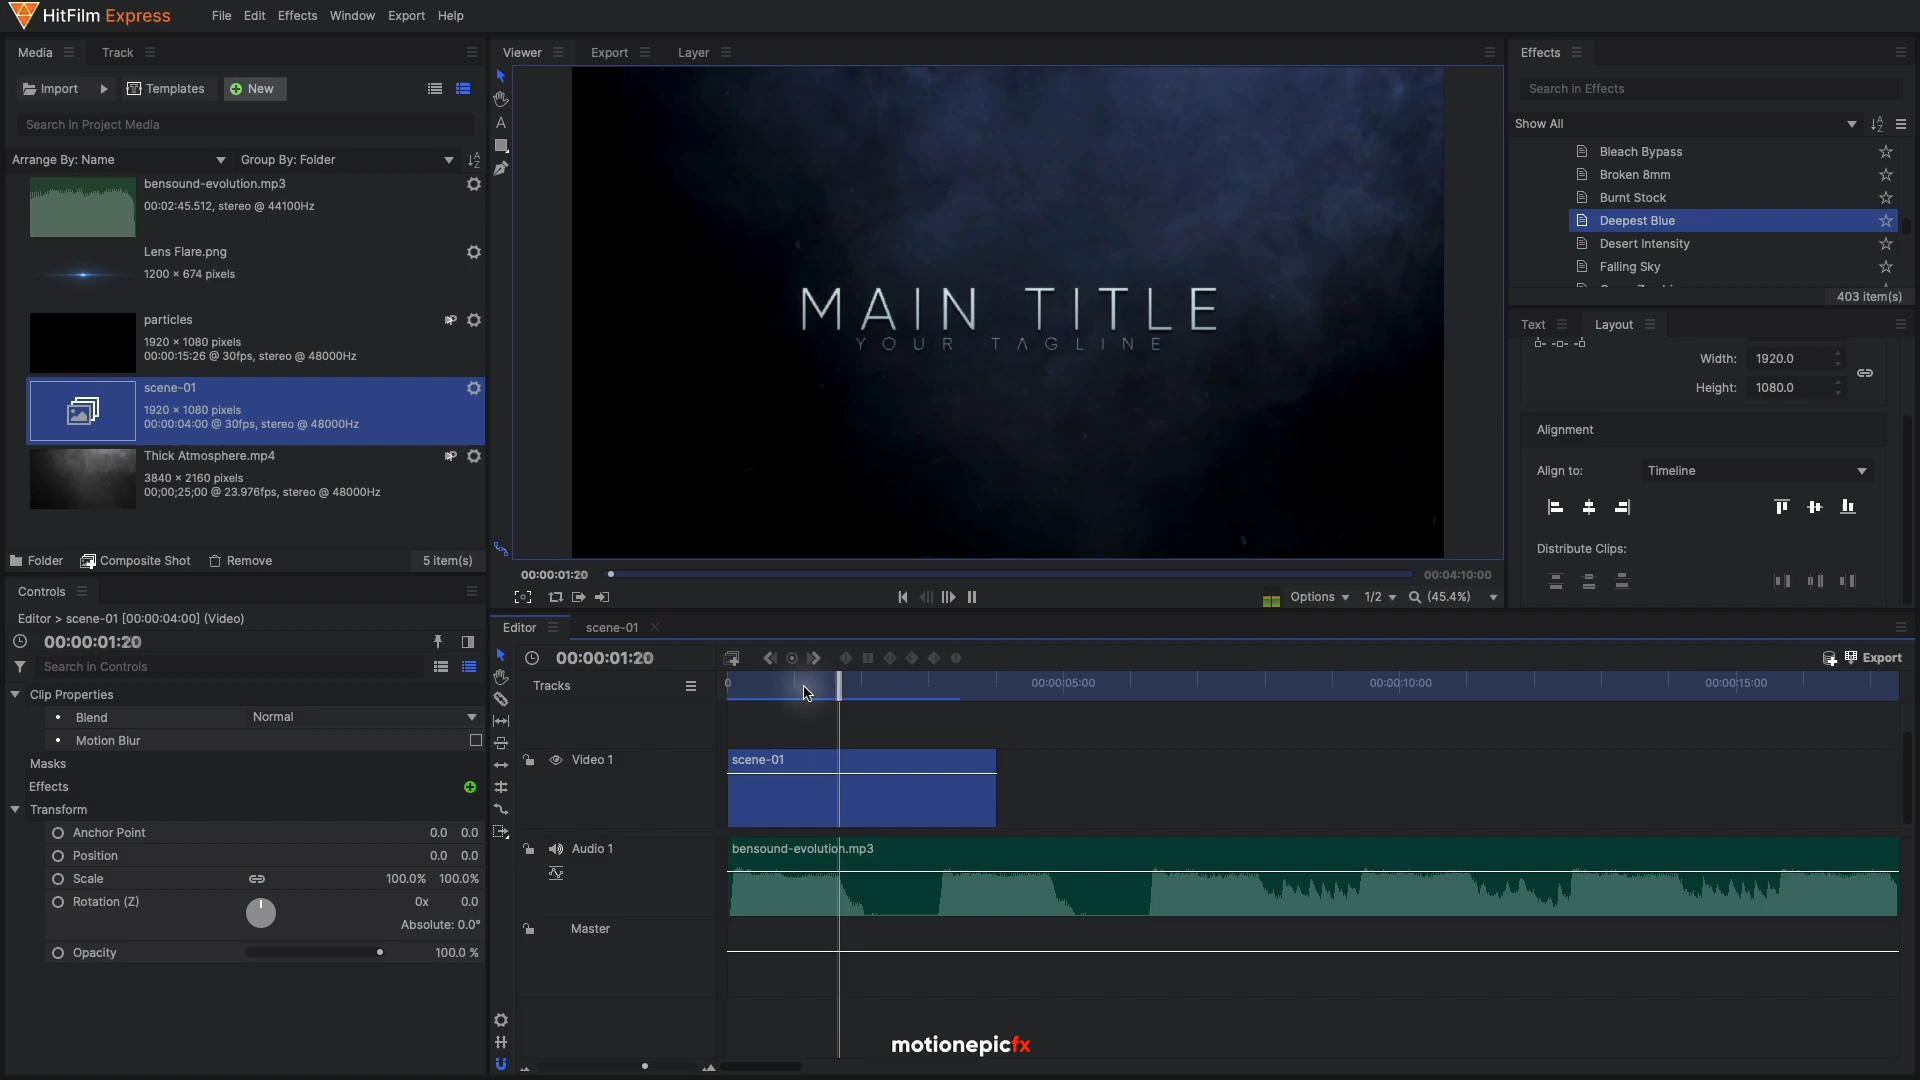 HitFilm Express
File Edit Effects Window Export Help
Media Track
Import Templates New
Search in Project Media
Arrange By: Name Group By: Folder
bensound-evolution.mp3
00:02:45.512, stereo @ 44100Hz
Lens Flare.png
1200 × 674 pixels
particles
1920 × 1080 pixels
00:00:15:26 @ 30fps, stereo @ 48000Hz
scene-01
1920 × 1080 pixels
00:00:04:00 @ 30fps, stereo @ 48000Hz
Thick Atmosphere.mp4
3840 × 2160 pixels
00;00;25;00 @ 23.976fps, stereo @ 48000Hz
Folder Composite Shot Remove 5 item(s)
Viewer Export Layer
MAIN TITLE
YOUR TAGLINE
00:00:01:20 00:04:10:00
Options 1/2 (45.4%)
Effects
Search in Effects
Show All
Bleach Bypass
Broken 8mm
Burnt Stock
Deepest Blue
Desert Intensity
Falling Sky
403 item(s)
Text Layout
Width: 1920.0
Height: 1080.0
Alignment
Align to: Timeline
Distribute Clips:
Controls
Editor > scene-01 [00:00:04:00] (Video)
00:00:01:20
Search in Controls
Clip Properties
Blend Normal
Motion Blur
Masks
Effects
Transform
Anchor Point 0.0 0.0
Position 0.0 0.0
Scale 100.0% 100.0%
Rotation (Z) 0x 0.0
Absolute: 0.0°
Opacity 100.0 %
Editor scene-01
00:00:01:20 Export
Tracks 0 00:00:05:00 00:00:10:00 00:00:15:00
Video 1 scene-01
Audio 1 bensound-evolution.mp3
Master
motionepicfx